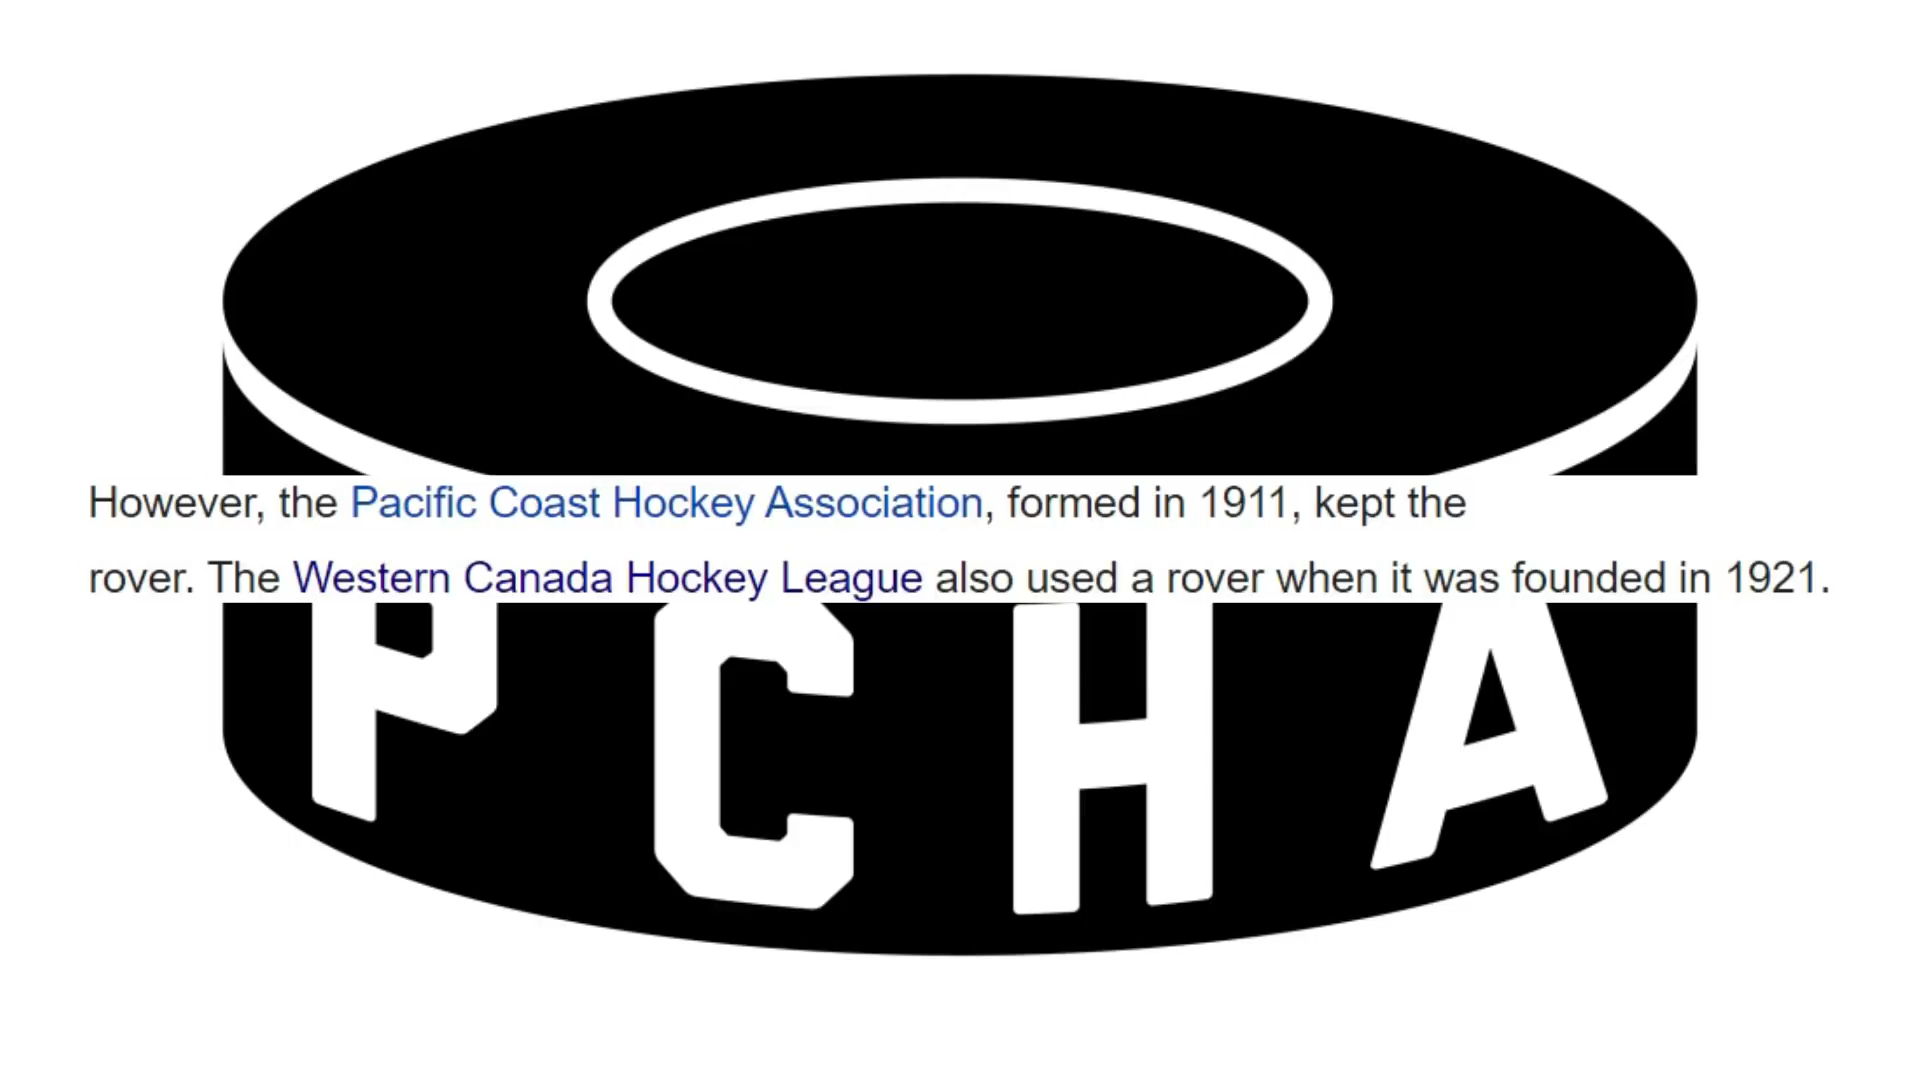 However, the Pacific Coast Hockey Association, formed in 1911, kept the
rover. The Western Canada Hockey League also used a rover when it was founded in 1921.
P C H A